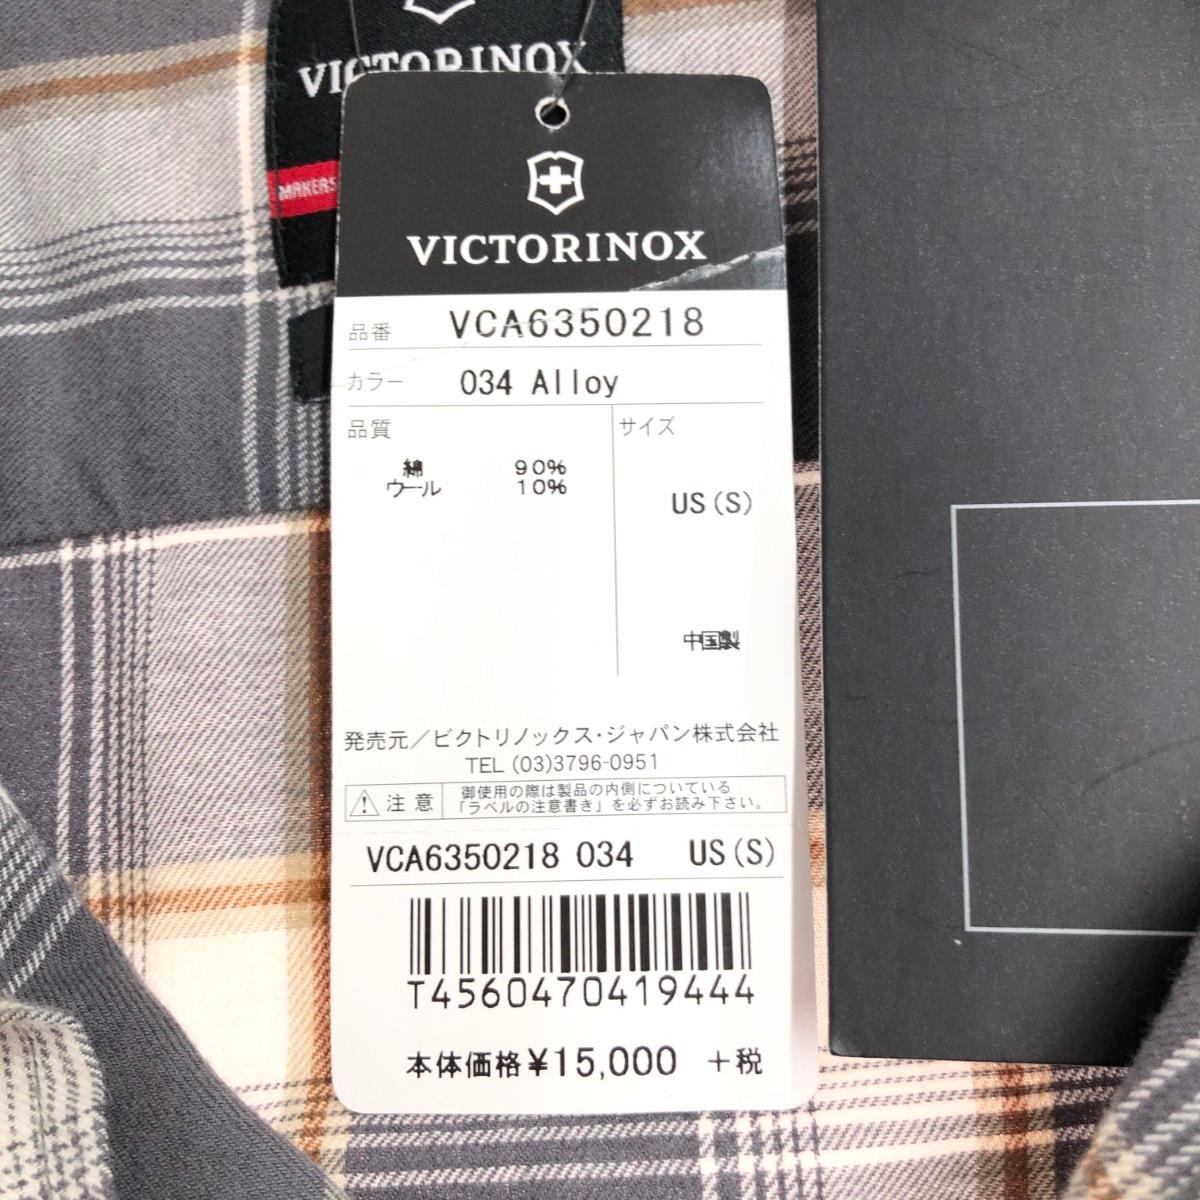 VICTORINOX
MAKERS
VICTORINOX
品番 VCA6350218
カラー 034 Alloy
品質
サイズ
綿 90%
ウール 10%
US (S)
中国製
発売元／ビクトリノックス・ジャパン株式会社
TEL (03)3796-0951
注意
御使用の際は製品の内側についている
「ラベルの注意書き」を必ずお読み下さい。
VCA6350218 034 US (S)
T4560470419444
本体価格¥15,000 +税